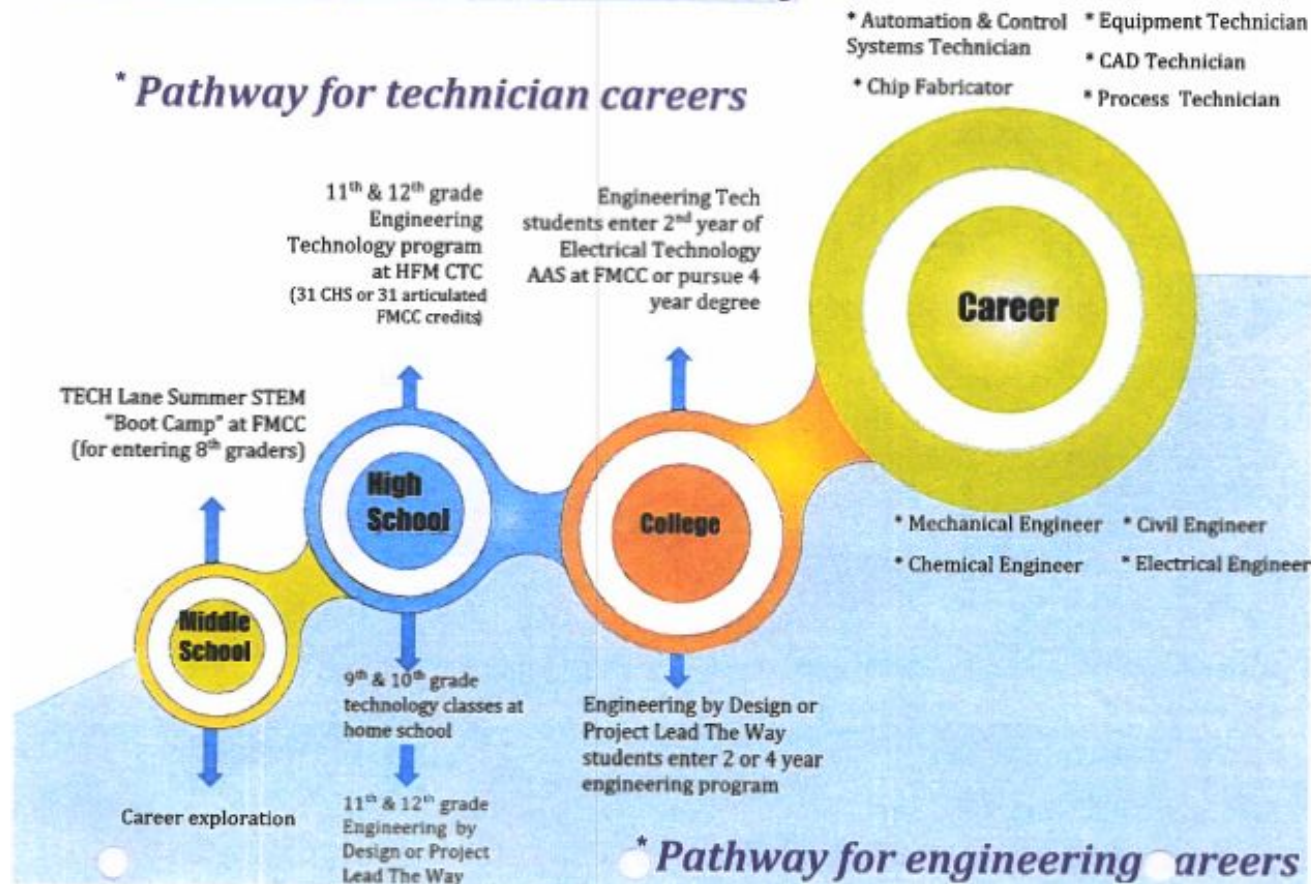 * Automation & Control
Systems Technician
* Chip Fabricator
* Equipment Technician
* CAD Technician
* Process Technician
* Pathway for technician careers
11th & 12th grade
Engineering
Technology program
at HFM CTC
(31 CHS or 31 articulated
FMCC credits)
Engineering Tech
students enter 2nd year of
Electrical Technology
AAS at FMCC or pursue 4
year degree
Career
TECH Lane Summer STEM
"Boot Camp" at FMCC
(for entering 8th graders)
High
School
College
* Mechanical Engineer
* Civil Engineer
* Chemical Engineer
* Electrical Engineer
Middle
School
9th & 10th grade
technology classes at
home school
Engineering by Design or
Project Lead The Way
students enter 2 or 4 year
engineering program
Career exploration
11th & 12th grade
Engineering by
Design or Project
Lead The Way
* Pathway for engineering areers